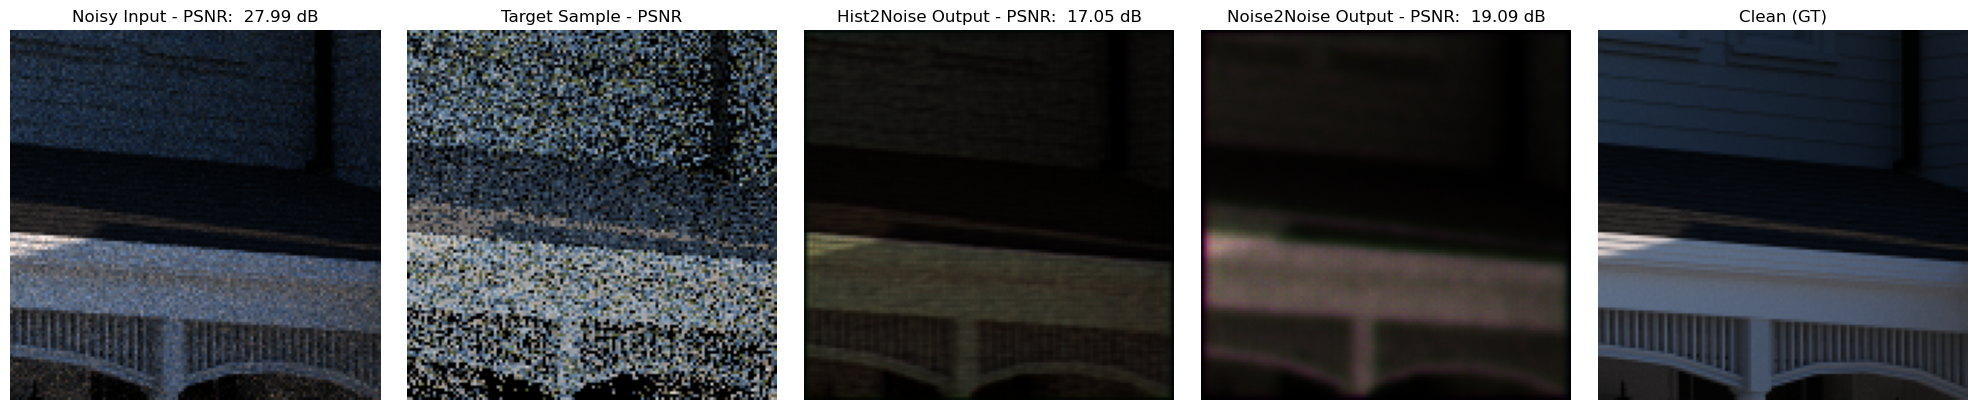 Noisy Input - PSNR:  27.99 dB
Target Sample - PSNR
Hist2Noise Output - PSNR:  17.05 dB
Noise2Noise Output - PSNR:  19.09 dB
Clean (GT)